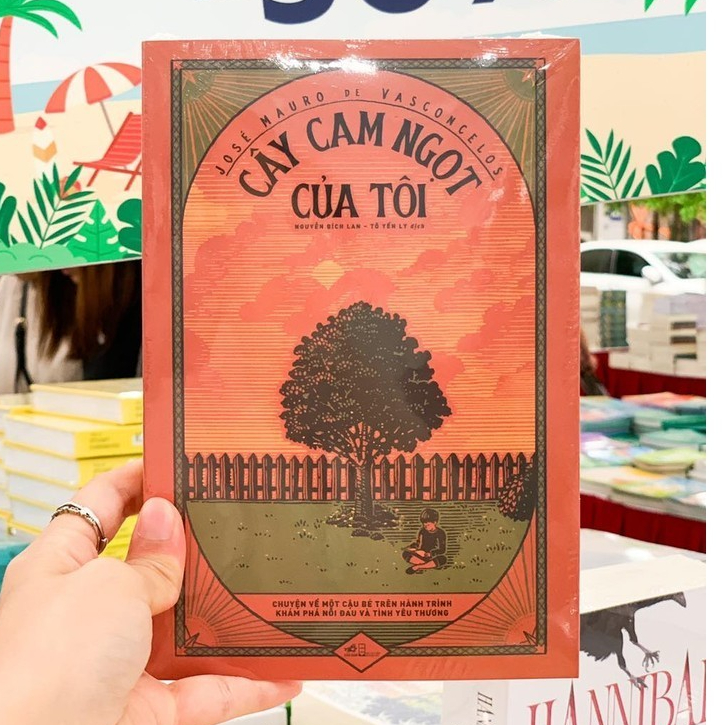 JOSÉ MAURO DE VASCONCELOS
CÂY CAM NGỌT
CỦA TÔI
NGUYỄN BÍCH LAN – TÔ YẾN LY dịch
CHUYỆN VỀ MỘT CẬU BÉ TRÊN HÀNH TRÌNH
KHÁM PHÁ NỖI ĐAU VÀ TÌNH YÊU THƯƠNG
HANNIBAL